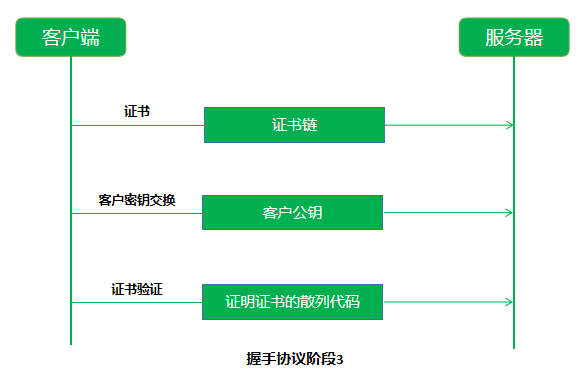 客户端
服务器
证书
证书链
客户密钥交换
客户公钥
证书验证
证明证书的散列代码
握手协议阶段3